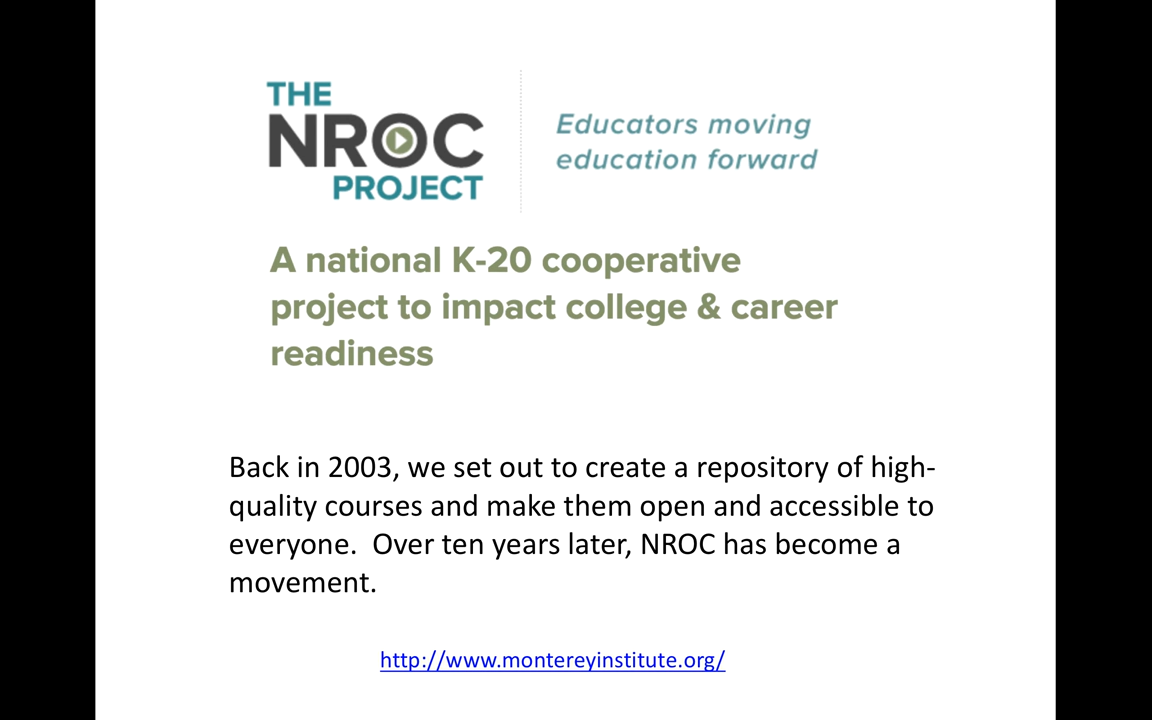 THE
NROC
PROJECT
Educators moving
education forward
A national K-20 cooperative
project to impact college & career
readiness
Back in 2003, we set out to create a repository of high-
quality courses and make them open and accessible to
everyone.  Over ten years later, NROC has become a
movement.
http://www.montereyinstitute.org/